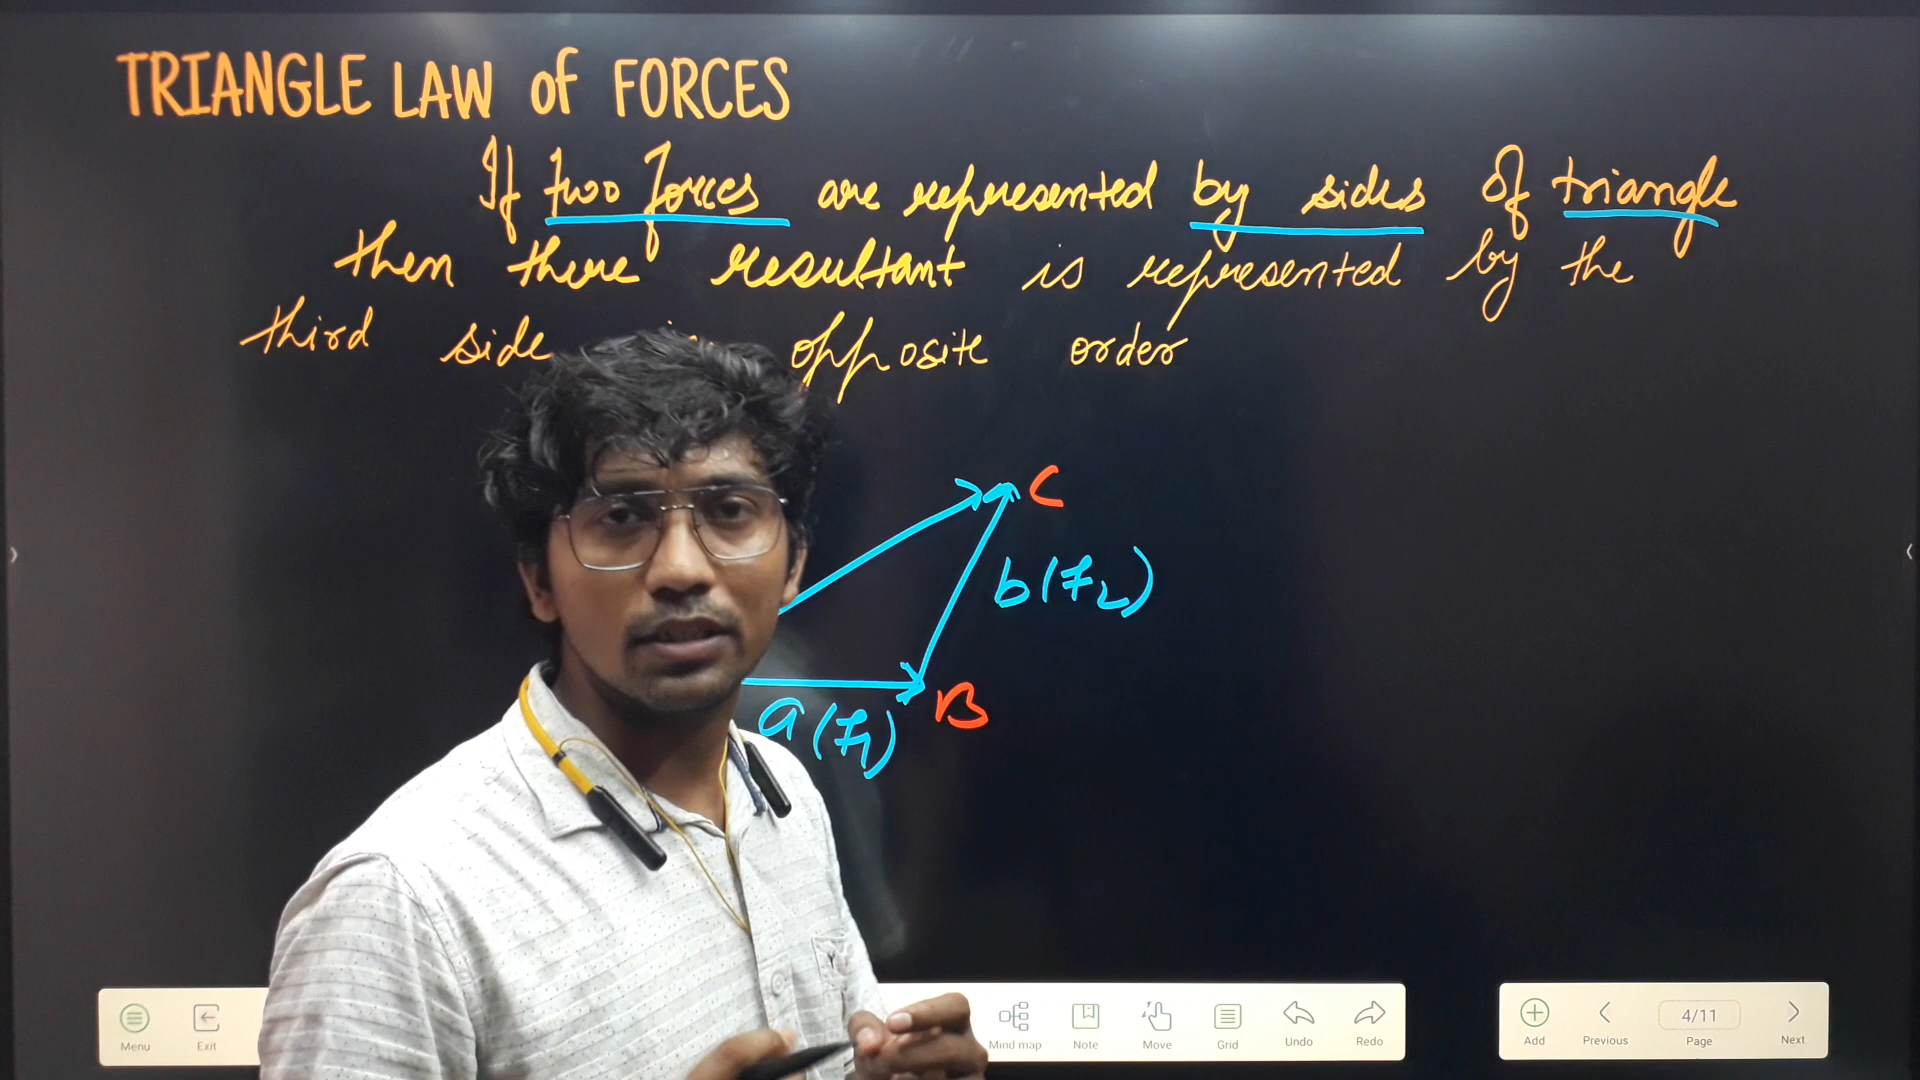 TRIANGLE LAW of FORCES
If two forces are represented by sides of triangle
then there resultant is represented by the
third side opposite order
C
b(F2)
B
a(F1)
Menu
Exit
Mind map
Note
Move
Grid
Undo
Redo
Add
Previous
4/11
Page
Next